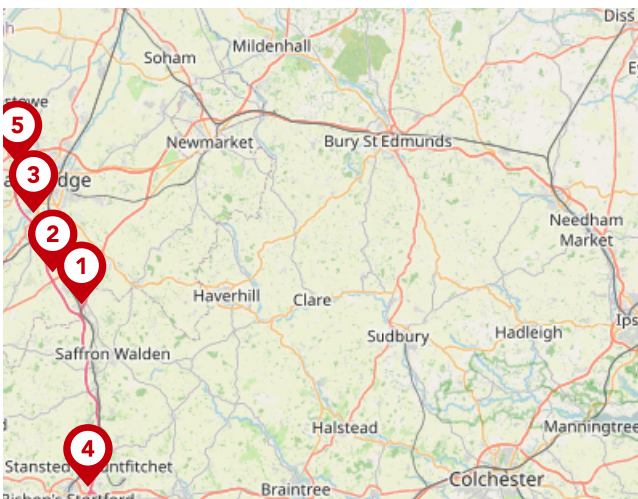 Diss
Mildenhall
Soham
5
Newmarket
Bury St Edmunds
3
2
Needham
Market
1
Haverhill
Clare
Sudbury
Hadleigh
Saffron Walden
Halstead
Manningtree
4
Colchester
Braintree